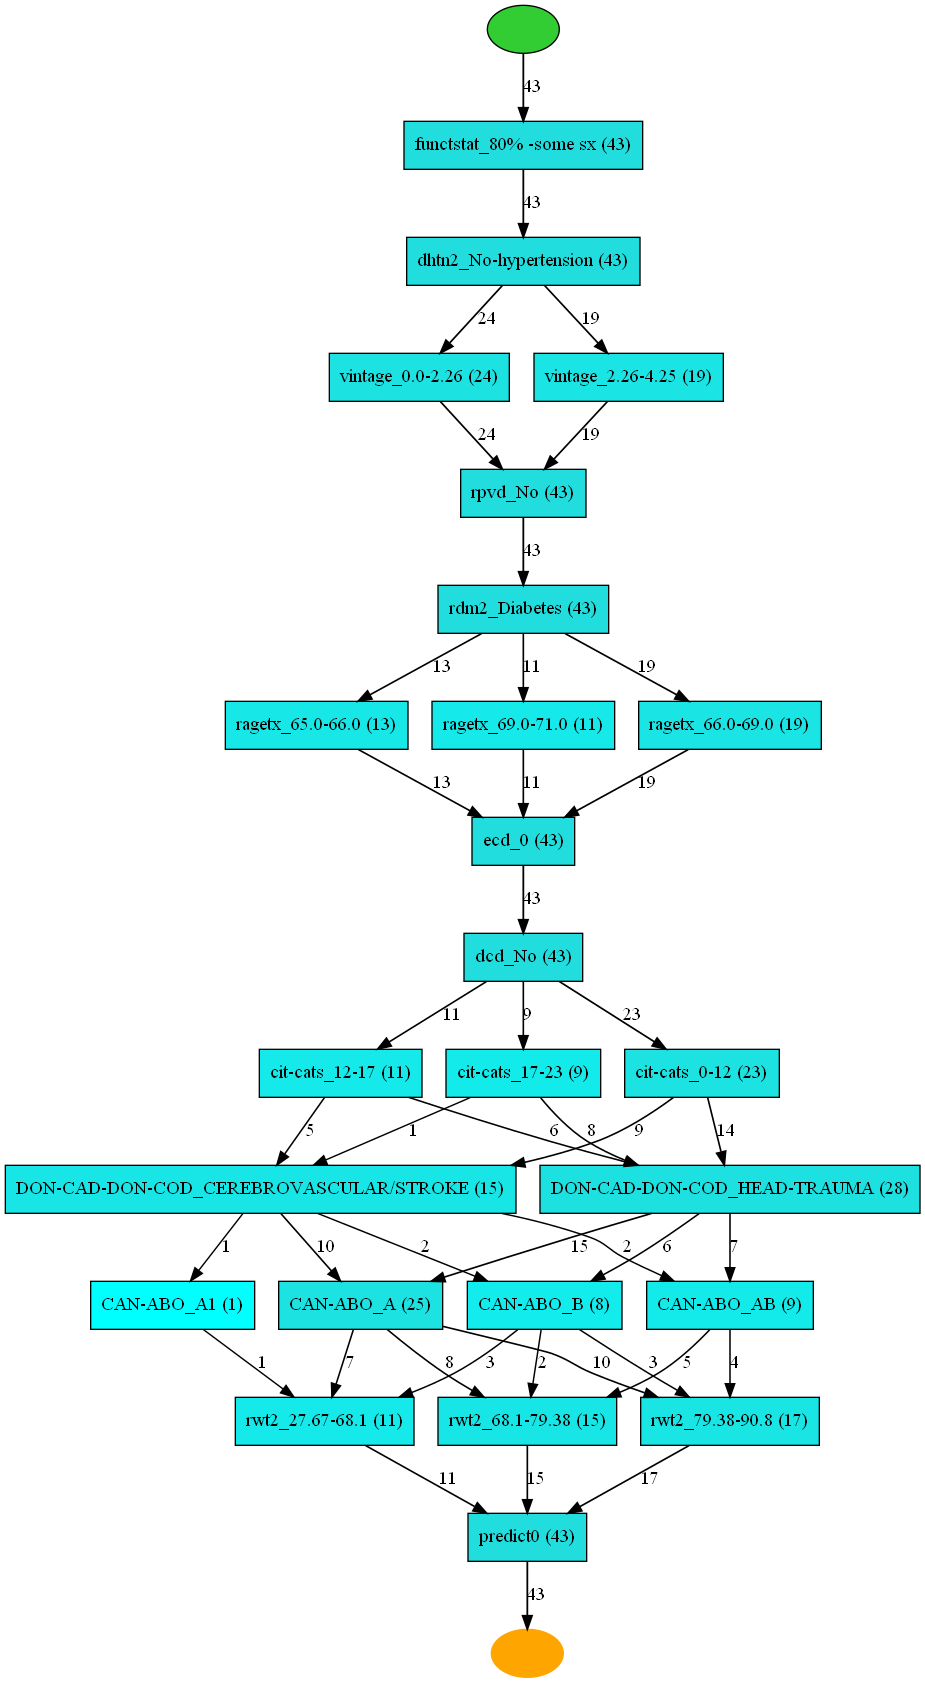 43
functstat_80% -some sx (43)
43
dhtn2_No-hypertension (43)
24 19
vintage_0.0-2.26 (24) vintage_2.26-4.25 (19)
24 19
rpvd_No (43)
43
rdm2_Diabetes (43)
13 11 19
ragetx_65.0-66.0 (13) ragetx_69.0-71.0 (11) ragetx_66.0-69.0 (19)
13 11 19
ecd_0 (43)
43
dcd_No (43)
11 9 23
cit-cats_12-17 (11) cit-cats_17-23 (9) cit-cats_0-12 (23)
5 1 6 8 9 14
DON-CAD-DON-COD_CEREBROVASCULAR/STROKE (15) DON-CAD-DON-COD_HEAD-TRAUMA (28)
1 10 2 15 2 6 7
CAN-ABO_A1 (1) CAN-ABO_A (25) CAN-ABO_B (8) CAN-ABO_AB (9)
1 7 8 3 2 10 3 5 4
rwt2_27.67-68.1 (11) rwt2_68.1-79.38 (15) rwt2_79.38-90.8 (17)
11 15 17
predict0 (43)
43